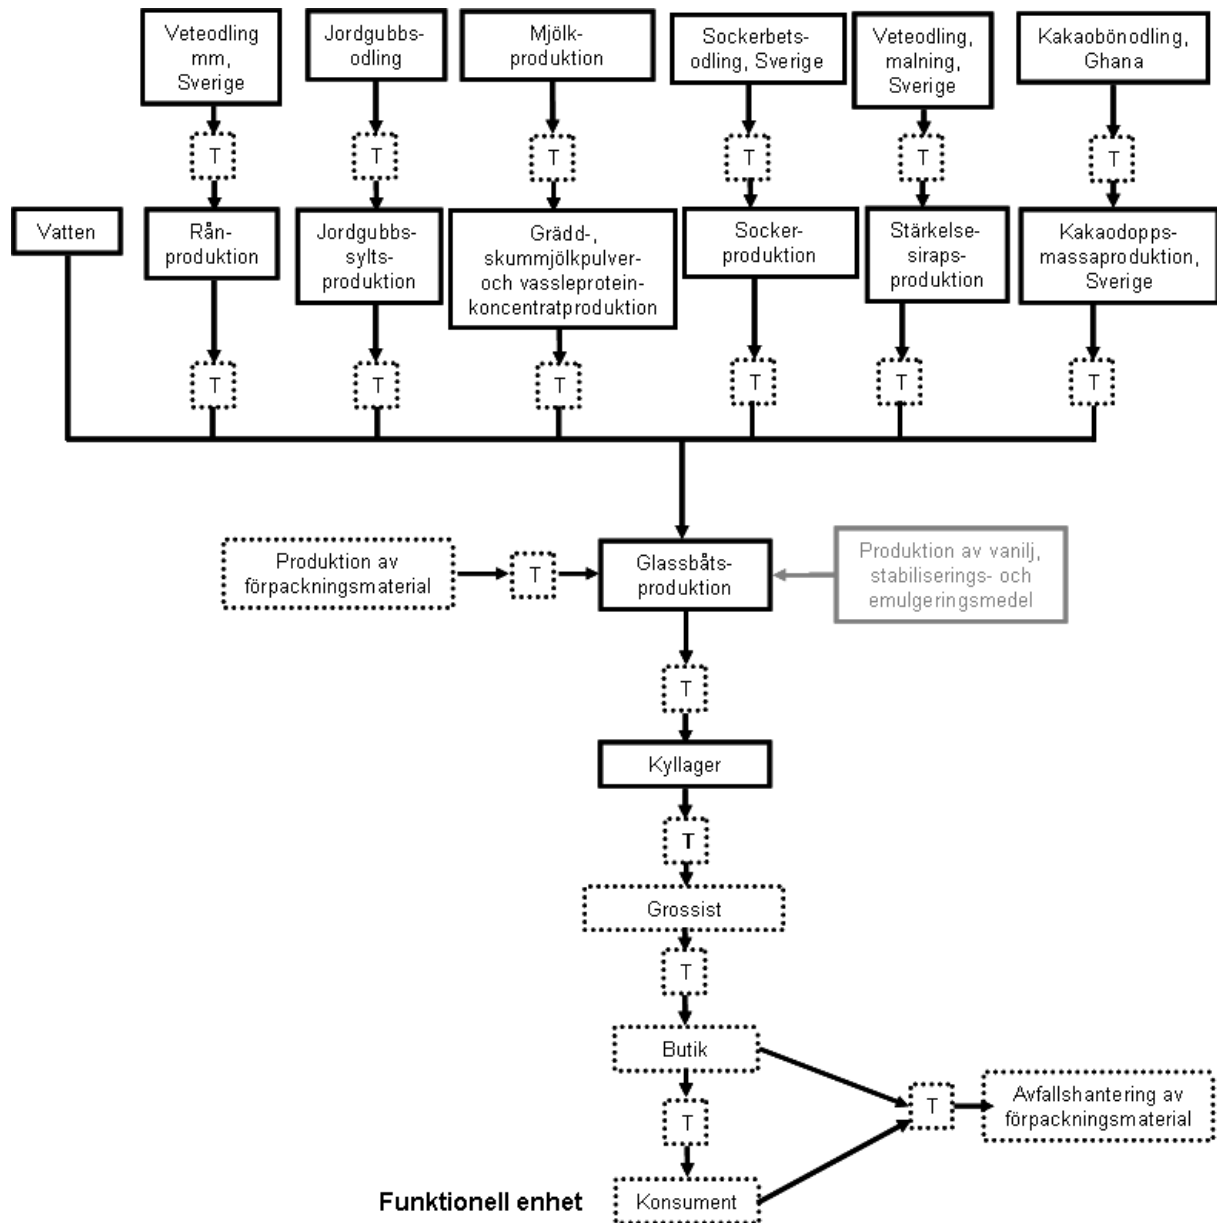 Veteodling
mm,
Sverige
Jordgubbs-
odling
Mjölk-
produktion
Sockerbets-
odling, Sverige
Veteodling,
malning,
Sverige
Kakaobönodling,
Ghana
T
T
T
T
T
T
Vatten
Rån-
produktion
Jordgubbs-
sylts-
produktion
Grädd-,
skummjölkpulver-
och vassleprotein-
koncentratproduktion
Socker-
produktion
Stärkelse-
siraps-
produktion
Kakaodopps-
massaproduktion,
Sverige
T
T
T
T
T
T
Produktion av
förpackningsmaterial
T
Glassbåts-
produktion
Produktion av vanilj,
stabiliserings- och
emulgeringsmedel
T
Kyllager
T
Grossist
T
Butik
T
T
Avfallshantering av
förpackningsmaterial
Funktionell enhet
Konsument